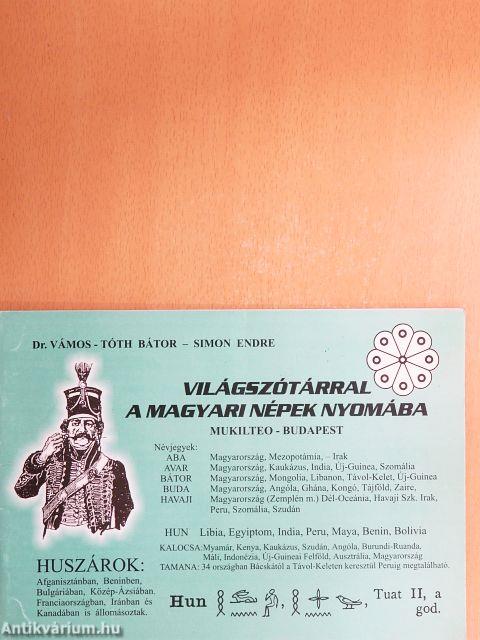 Dr. VÁMOS - TÓTH BÁTOR – SIMON ENDRE
VILÁGSZÓTÁRRAL
A MAGYARI NÉPEK NYOMÁBA
MUKILTEO - BUDAPEST
Névjegyek:
ABA Magyarország, Mezopotámia, – Irak
AVAR Magyarország, Kaukázus, India, Új-Guinea, Szomália
BÁTOR Magyarország, Mongolia, Libanon, Távol-Kelet, Új-Guinea
BUDA Magyarország, Angóla, Ghána, Kongó, Tájföld, Zaire,
HAVAJI Magyarország (Zemplén m.) Dél-Oceánia, Havaji Szk. Irak,
Peru, Szomália, Szudán
HUN Libia, Egyiptom, India, Peru, Maya, Benin, Bolivia
KALOCSA: Myamár, Kenya, Kaukázus, Szudán, Angóla, Burundi-Ruanda,
Máli, Indonézia, Új-Guineai Felföld, Ausztrália, Magyarország
TAMANA: 34 országban Bácskától a Távol-Keleten keresztül Peruig megtalálható.
HUSZÁROK:
Afganisztánban, Beninben,
Bulgáriában, Közép-Ázsiában,
Franciaországban, Iránban és
Kanadában is állomásoztak.
Hun , , Tuat II, a
god.
Antikvárium.hu